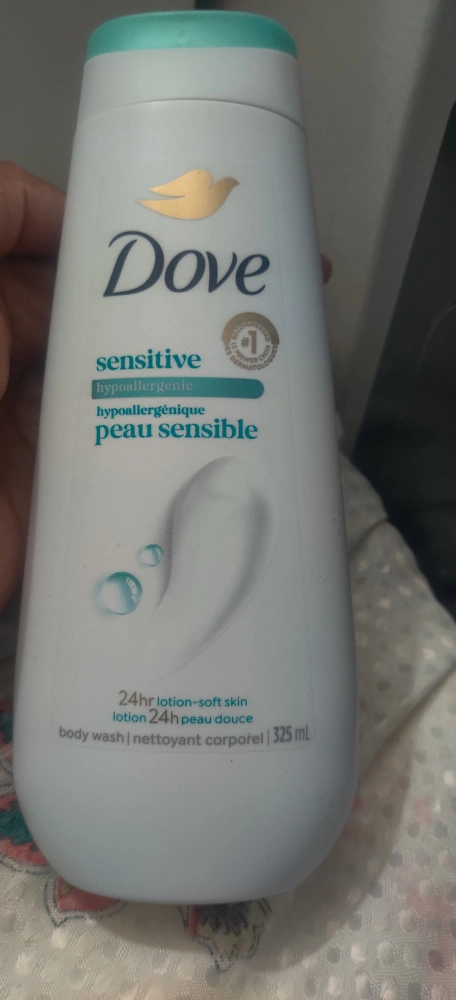 Dove
sensitive
#1
hypoallergenic
hypoallergénique
peau sensible
24hr lotion-soft skin
lotion 24h peau douce
body wash | nettoyant corporel | 325 mL